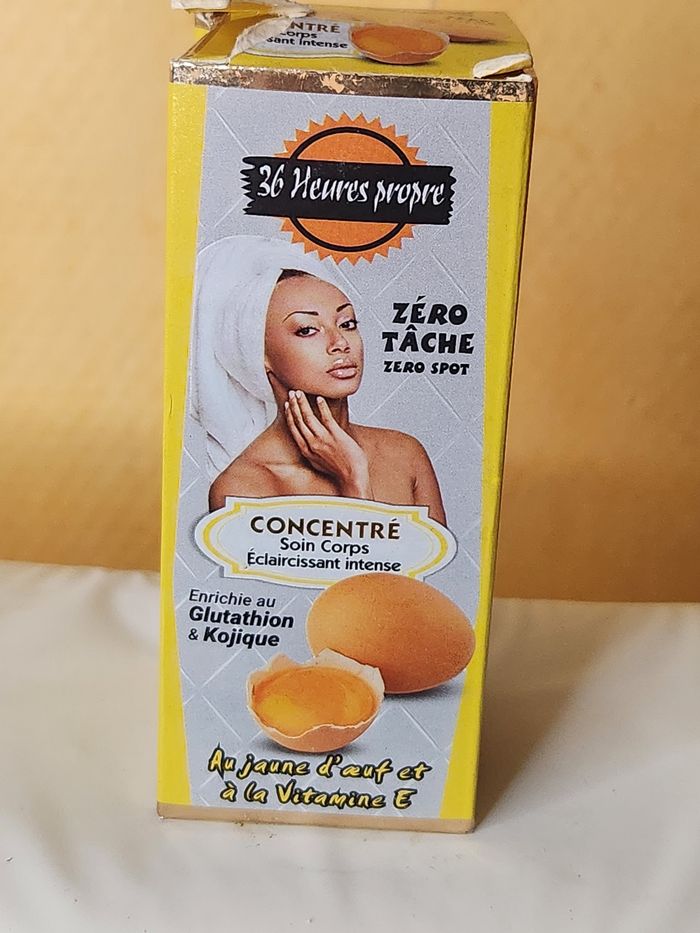 NTRÉ
Corps
sant Intense
36 Heures propre
ZÉRO
TÂCHE
ZERO SPOT
CONCENTRÉ
Soin Corps
Éclaircissant intense
Enrichie au
Glutathion
& Kojique
Au jaune d'œuf et
à la Vitamine E